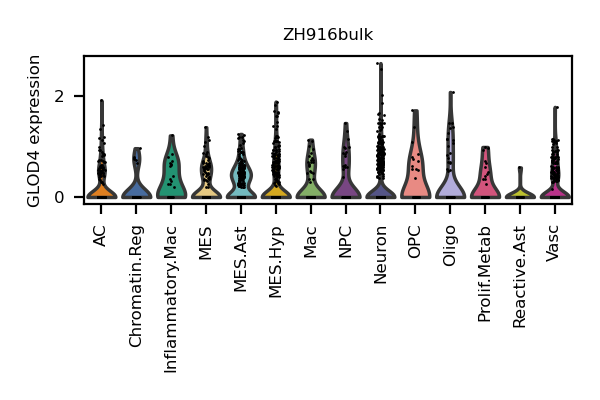 ZH916bulk
GLOD4 expression
2
0
AC
Chromatin.Reg
Inflammatory.Mac
MES
MES.Ast
MES.Hyp
Mac
NPC
Neuron
OPC
Oligo
Prolif.Metab
Reactive.Ast
Vasc